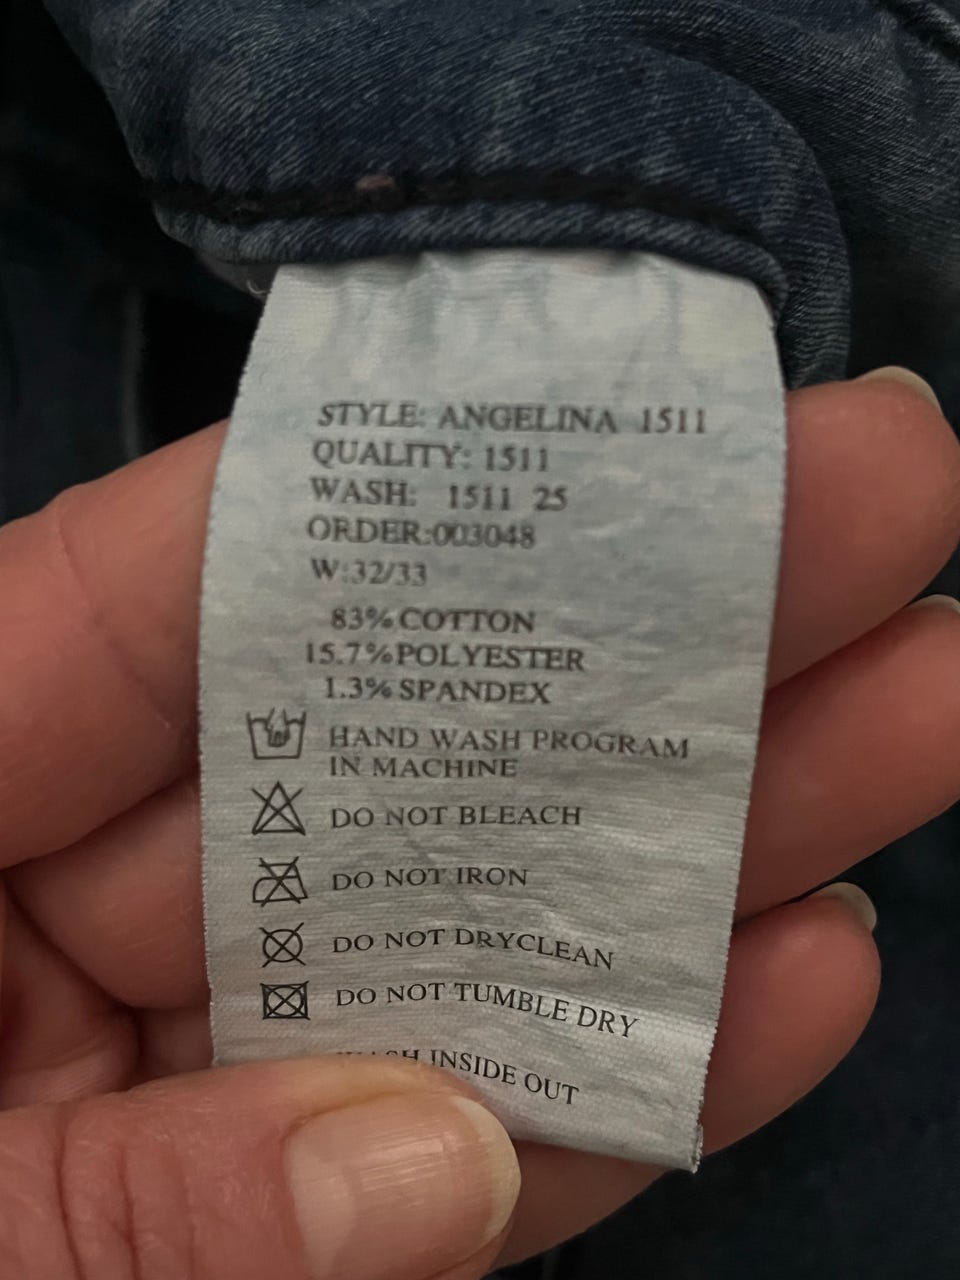 STYLE: ANGELINA 1511
QUALITY: 1511
WASH: 1511 25
ORDER:003048
W:32/33
83% COTTON
15.7% POLYESTER
1.3% SPANDEX
HAND WASH PROGRAM
IN MACHINE
DO NOT BLEACH
DO NOT IRON
DO NOT DRYCLEAN
DO NOT TUMBLE DRY
WASH INSIDE OUT